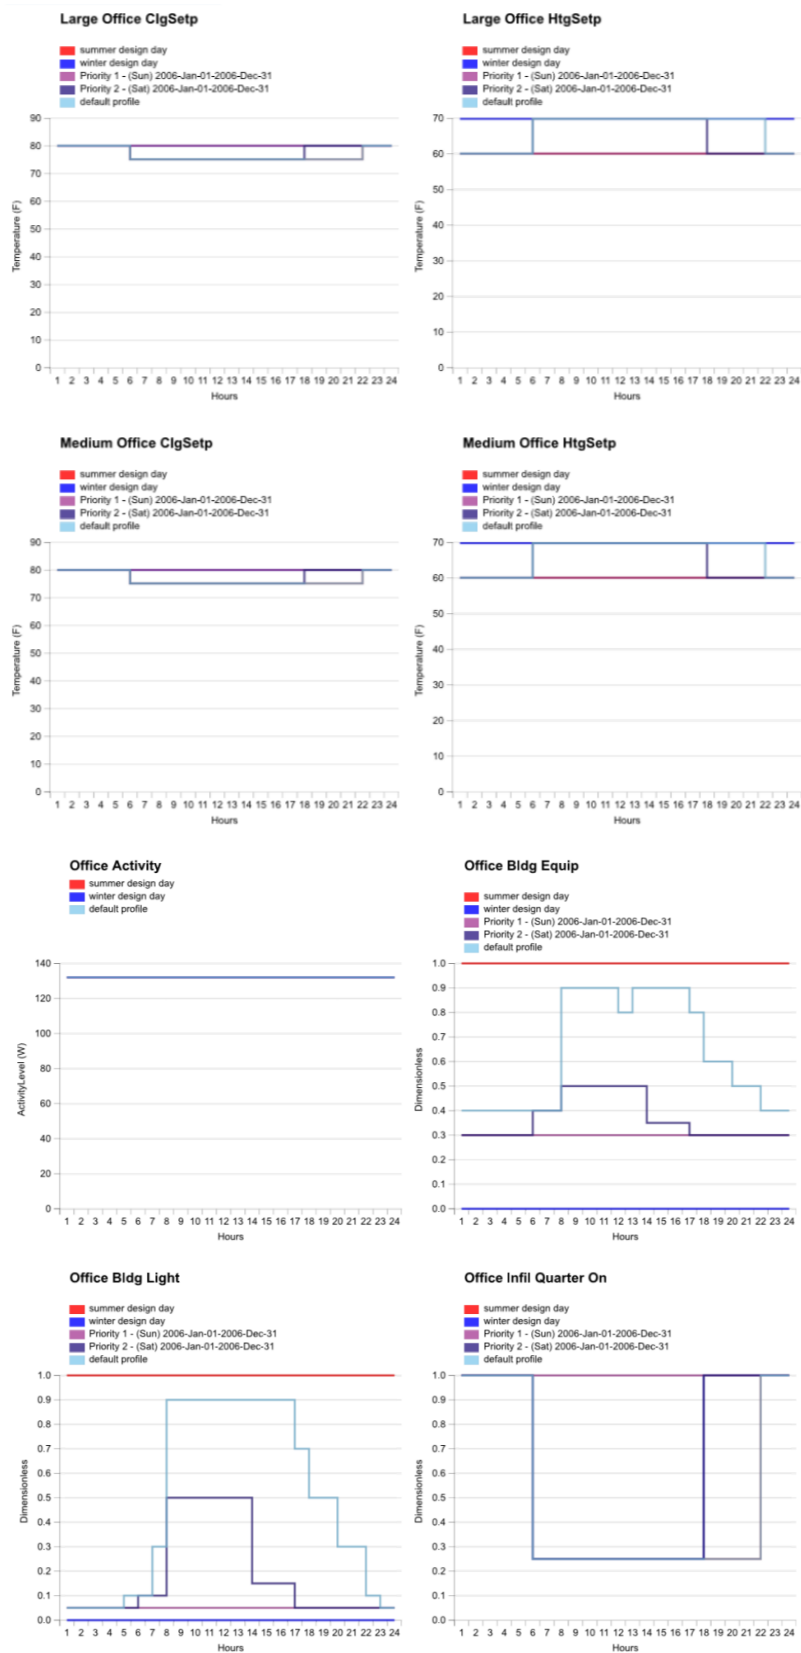 Large Office ClgSetp
summer design day
winter design day
Priority 1 - (Sun) 2006-Jan-01-2006-Dec-31
Priority 2 - (Sat) 2006-Jan-01-2006-Dec-31
default profile
90
80
70
60
50
40
30
20
10
0
Temperature (F)
1 2 3 4 5 6 7 8 9 10 11 12 13 14 15 16 17 18 19 20 21 22 23 24
Hours
Large Office HtgSetp
summer design day
winter design day
Priority 1 - (Sun) 2006-Jan-01-2006-Dec-31
Priority 2 - (Sat) 2006-Jan-01-2006-Dec-31
default profile
70
60
50
40
30
20
10
0
Temperature (F)
1 2 3 4 5 6 7 8 9 10 11 12 13 14 15 16 17 18 19 20 21 22 23 24
Hours
Medium Office ClgSetp
summer design day
winter design day
Priority 1 - (Sun) 2006-Jan-01-2006-Dec-31
Priority 2 - (Sat) 2006-Jan-01-2006-Dec-31
default profile
90
80
70
60
50
40
30
20
10
0
Temperature (F)
1 2 3 4 5 6 7 8 9 10 11 12 13 14 15 16 17 18 19 20 21 22 23 24
Hours
Medium Office HtgSetp
summer design day
winter design day
Priority 1 - (Sun) 2006-Jan-01-2006-Dec-31
Priority 2 - (Sat) 2006-Jan-01-2006-Dec-31
default profile
70
60
50
40
30
20
10
0
Temperature (F)
1 2 3 4 5 6 7 8 9 10 11 12 13 14 15 16 17 18 19 20 21 22 23 24
Hours
Office Activity
summer design day
winter design day
default profile
140
120
100
80
60
40
20
0
ActivityLevel (W)
1 2 3 4 5 6 7 8 9 10 11 12 13 14 15 16 17 18 19 20 21 22 23 24
Hours
Office Bldg Equip
summer design day
winter design day
Priority 1 - (Sun) 2006-Jan-01-2006-Dec-31
Priority 2 - (Sat) 2006-Jan-01-2006-Dec-31
default profile
1.0
0.9
0.8
0.7
0.6
0.5
0.4
0.3
0.2
0.1
0.0
Dimensionless
1 2 3 4 5 6 7 8 9 10 11 12 13 14 15 16 17 18 19 20 21 22 23 24
Hours
Office Bldg Light
summer design day
winter design day
Priority 1 - (Sun) 2006-Jan-01-2006-Dec-31
Priority 2 - (Sat) 2006-Jan-01-2006-Dec-31
default profile
1.0
0.9
0.8
0.7
0.6
0.5
0.4
0.3
0.2
0.1
0.0
Dimensionless
1 2 3 4 5 6 7 8 9 10 11 12 13 14 15 16 17 18 19 20 21 22 23 24
Hours
Office Infil Quarter On
summer design day
winter design day
Priority 1 - (Sun) 2006-Jan-01-2006-Dec-31
Priority 2 - (Sat) 2006-Jan-01-2006-Dec-31
default profile
1.0
0.9
0.8
0.7
0.6
0.5
0.4
0.3
0.2
0.1
0.0
Dimensionless
1 2 3 4 5 6 7 8 9 10 11 12 13 14 15 16 17 18 19 20 21 22 23 24
Hours